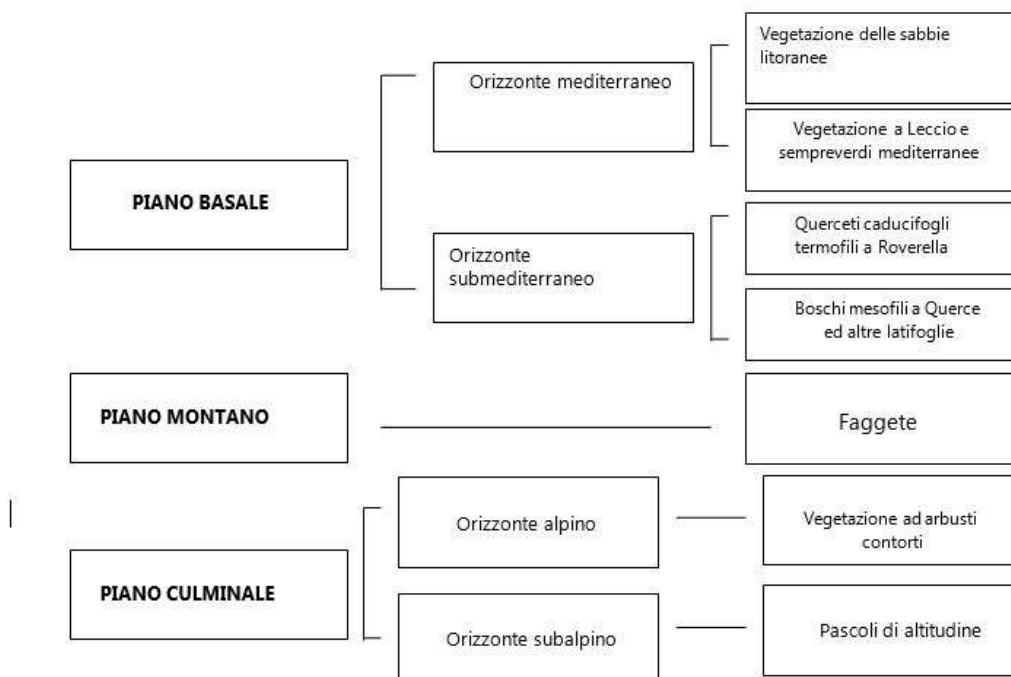 PIANO BASALE
Orizzonte mediterraneo
Vegetazione delle sabbie
litoranee
Vegetazione a Leccio e
sempreverdi mediterranee
Orizzonte
submediterraneo
Querceti caducifogli
termofili a Roverella
Boschi mesofili a Querce
ed altre latifoglie
PIANO MONTANO
Faggete
PIANO CULMINALE
Orizzonte alpino
Vegetazione ad arbusti
contorti
Orizzonte subalpino
Pascoli di altitudine